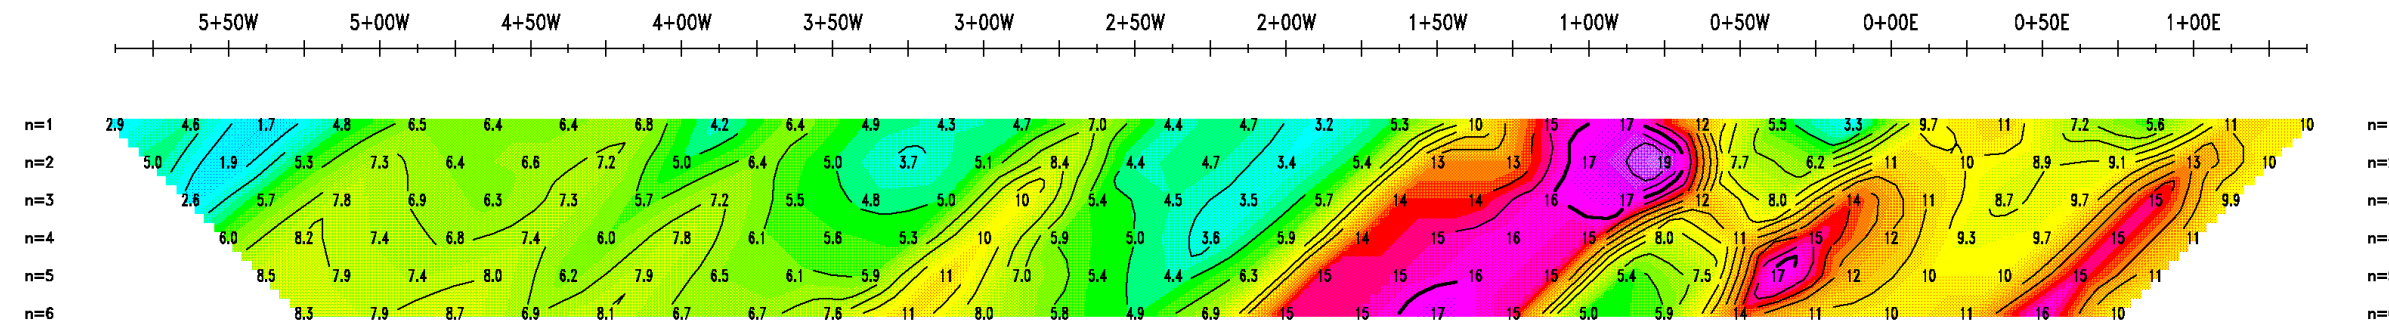 5+50W 5+00W 4+50W 4+00W 3+50W 3+00W 2+50W 2+00W 1+50W 1+00W 0+50W 0+00E 0+50E 1+00E
n=1 2.9 4.6 1.7 4.8 6.5 6.4 6.4 6.8 4.2 6.4 4.9 4.3 4.7 7.0 4.4 4.7 3.2 5.3 10 15 17 12 5.5 3.3 9.7 11 7.2 5.6 11 10 n=
n=2 5.0 1.9 5.3 7.3 6.4 6.6 7.2 5.0 6.4 5.0 3.7 5.1 8.4 4.4 4.7 3.4 5.4 13 13 17 19 7.7 6.2 11 10 8.9 9.1 13 10 n=
n=3 2.6 5.7 7.8 6.9 6.3 7.3 5.7 7.2 5.5 4.8 5.0 10 5.4 4.5 3.5 5.7 14 14 16 17 12 8.0 14 11 8.7 9.7 15 9.9 n=
n=4 6.0 8.2 7.4 6.8 7.4 6.0 7.8 6.1 5.6 5.3 10 5.9 5.0 3.6 5.9 14 15 16 15 8.0 11 15 12 9.3 9.7 15 11 n=
n=5 8.5 7.9 7.4 8.0 6.2 7.9 6.5 6.1 5.9 11 7.0 5.4 4.4 6.3 15 15 16 15 5.4 7.5 17 12 10 10 15 11 n=
n=6 8.3 7.9 8.7 6.9 8.1 6.7 6.7 7.6 11 8.0 5.8 4.9 6.9 15 15 17 15 5.0 5.9 14 11 10 11 16 10 n=